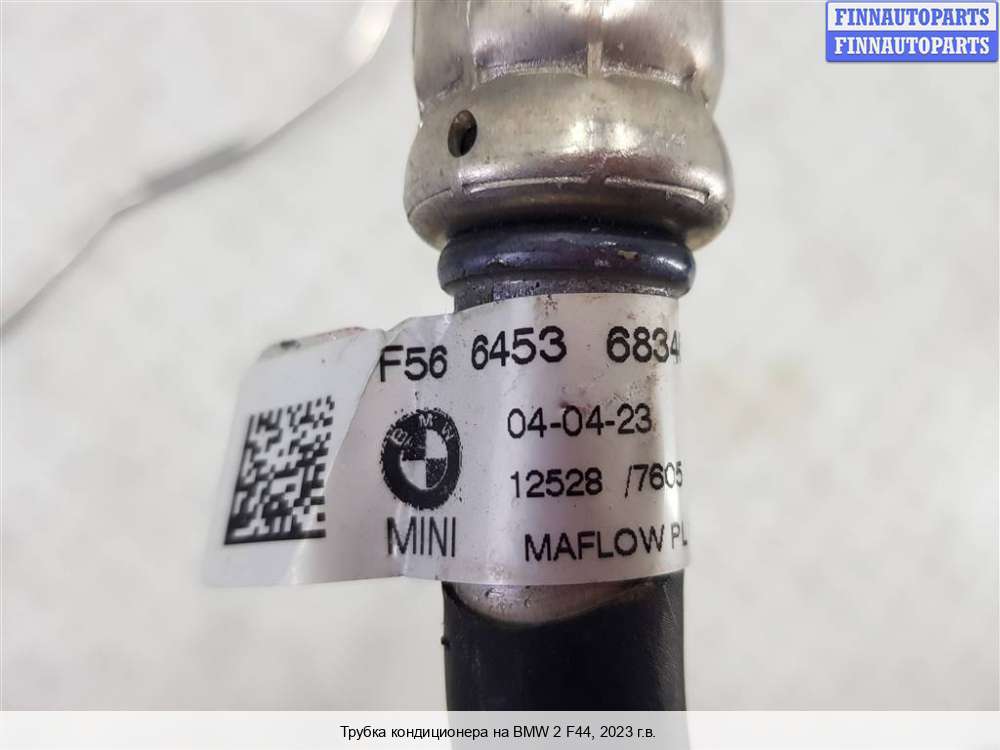 FINNAUTOPARTS
FINNAUTOPARTS
F56 6453 6834
BMW
04-04-23
12528 /7605
MINI
MAFLOW PL
Трубка кондиционера на BMW 2 F44, 2023 г.в.